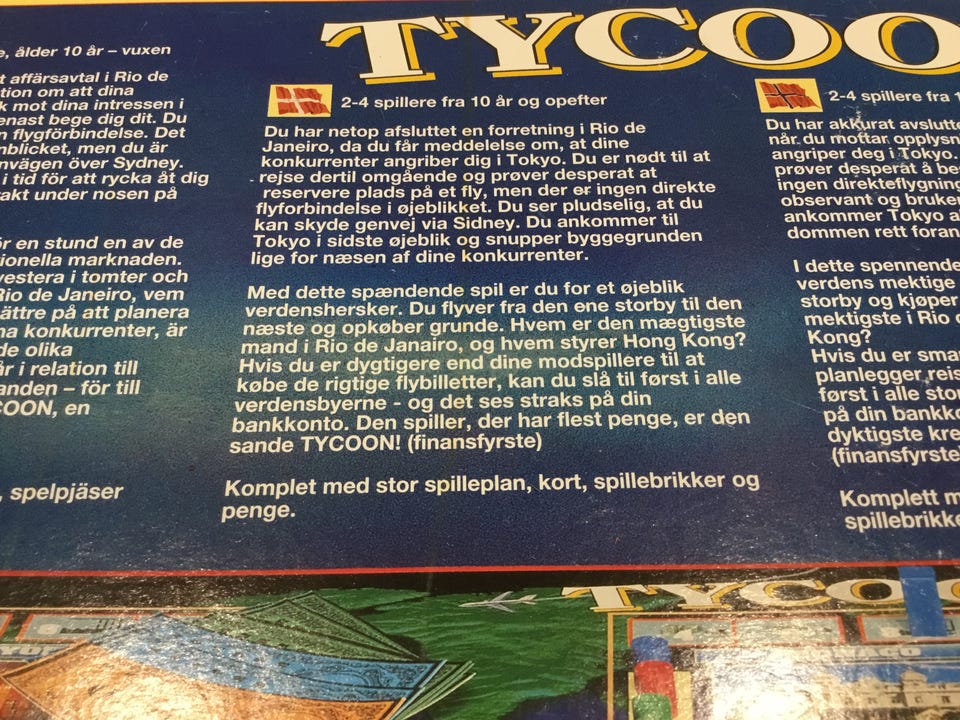 TYCOO
e, ålder 10 år – vuxen
t affärsavtal i Rio de
tion om att dina
k mot dina intressen i
enast bege dig dit. Du
n flygförbindelse. Det
nblicket, men du är
nvägen över Sydney.
i tid för att rycka åt dig
rakt under nosen på
ör en stund en av de
tionella marknaden.
vestera i tomter och
Rio de Janeiro, vem
ättre på att planera
na konkurrenter, är
de olika
år i relation till
anden – för till
COON, en
, spelpjäser
2-4 spillere fra 10 år og opefter
Du har netop afsluttet en forretning i Rio de
Janeiro, da du får meddelelse om, at dine
konkurrenter angriber dig i Tokyo. Du er nødt til at
rejse dertil omgående og prøver desperat at
reservere plads på et fly, men der er ingen direkte
flyforbindelse i øjeblikket. Du ser pludselig, at du
kan skyde genvej via Sidney. Du ankommer til
Tokyo i sidste øjeblik og snupper byggegrunden
lige for næsen af dine konkurrenter.
Med dette spændende spil er du for et øjeblik
verdenshersker. Du flyver fra den ene storby til den
næste og opkøber grunde. Hvem er den mægtigste
mand i Rio de Janairo, og hvem styrer Hong Kong?
Hvis du er dygtigere end dine modspillere til at
købe de rigtige flybilletter, kan du slå til først i alle
verdensbyerne - og det ses straks på din
bankkonto. Den spiller, der har flest penge, er den
sande TYCOON! (finansfyrste)
Komplet med stor spilleplan, kort, spillebrikker og
penge.
2-4 spillere fra 1
Du har akkurat avslutte
når du mottar opplysn
angriper deg i Tokyo.
prøver desperat å be
ingen direkteflygning
observant og bruker
ankommer Tokyo a
dommen rett foran
I dette spennende
verdens mektige
storby og kjøper
mektigste i Rio d
Kong?
Hvis du er smar
planlegger reis
først i alle stor
på din bankko
dyktigste kre
(finansfyrste
Komplett m
spillebrikke
TYCOO